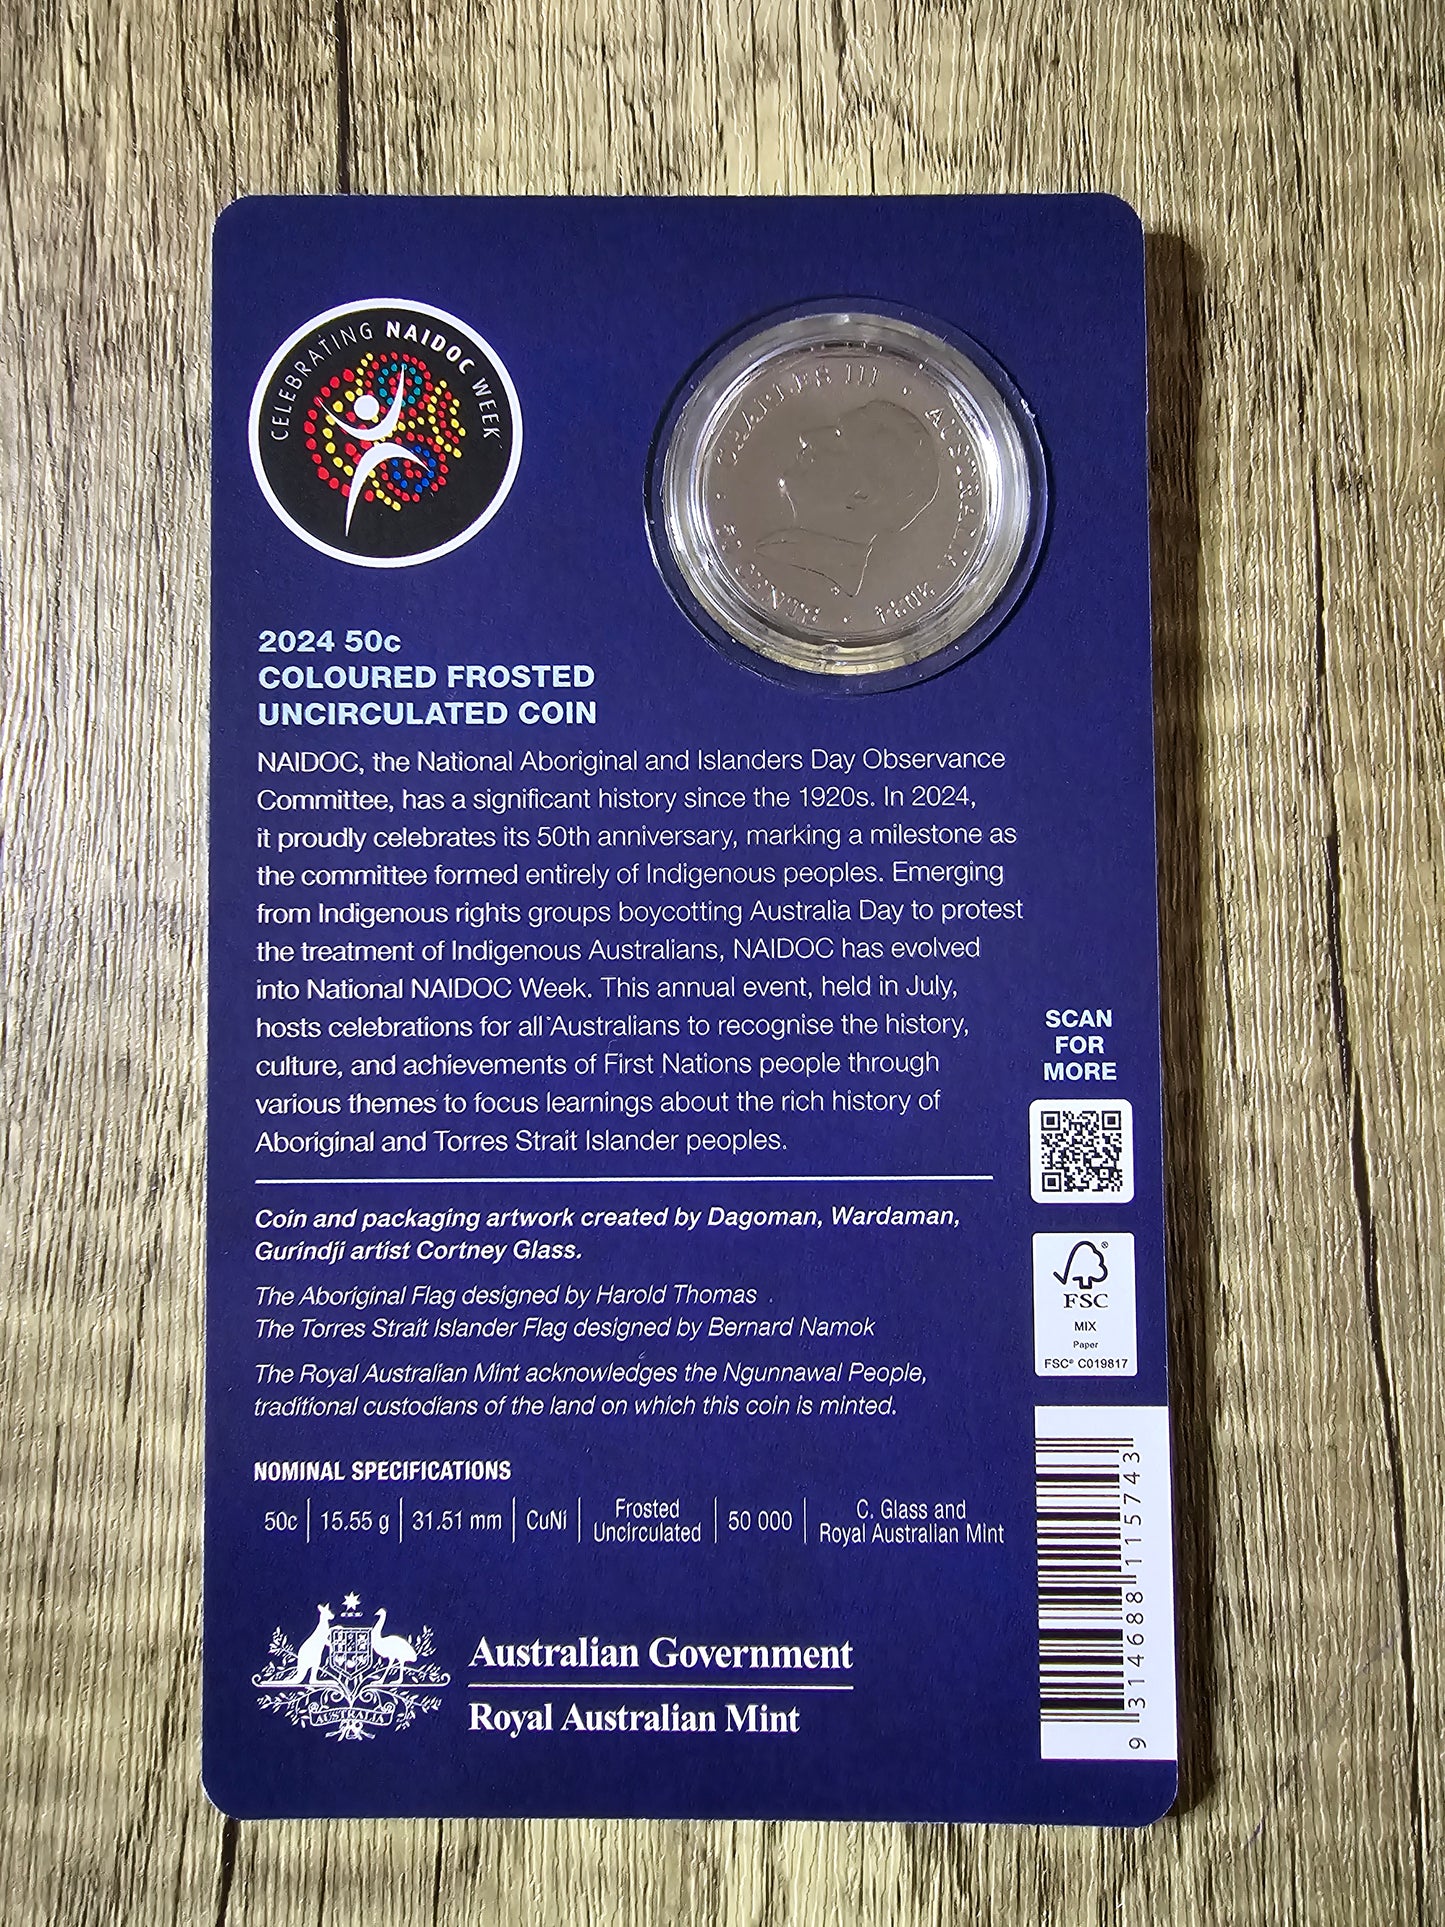 CELEBRATING NAIDOC WEEK
CHARLES III • AUSTRALIA • 2024 • 50 CENTS •
2024 50c
COLOURED FROSTED
UNCIRCULATED COIN
NAIDOC, the National Aboriginal and Islanders Day Observance
Committee, has a significant history since the 1920s. In 2024,
it proudly celebrates its 50th anniversary, marking a milestone as
the committee formed entirely of Indigenous peoples. Emerging
from Indigenous rights groups boycotting Australia Day to protest
the treatment of Indigenous Australians, NAIDOC has evolved
into National NAIDOC Week. This annual event, held in July,
hosts celebrations for all Australians to recognise the history,
culture, and achievements of First Nations people through
various themes to focus learnings about the rich history of
Aboriginal and Torres Strait Islander peoples.
Coin and packaging artwork created by Dagoman, Wardaman,
Gurindji artist Cortney Glass.
The Aboriginal Flag designed by Harold Thomas
The Torres Strait Islander Flag designed by Bernard Namok
The Royal Australian Mint acknowledges the Ngunnawal People,
traditional custodians of the land on which this coin is minted.
NOMINAL SPECIFICATIONS
50c | 15.55 g | 31.51 mm | CuNi | Frosted Uncirculated | 50 000 | C. Glass and Royal Australian Mint
AUSTRALIA
Australian Government
Royal Australian Mint
SCAN
FOR
MORE
FSC
®
MIX
Paper
FSC® C019817
9 314688 115743